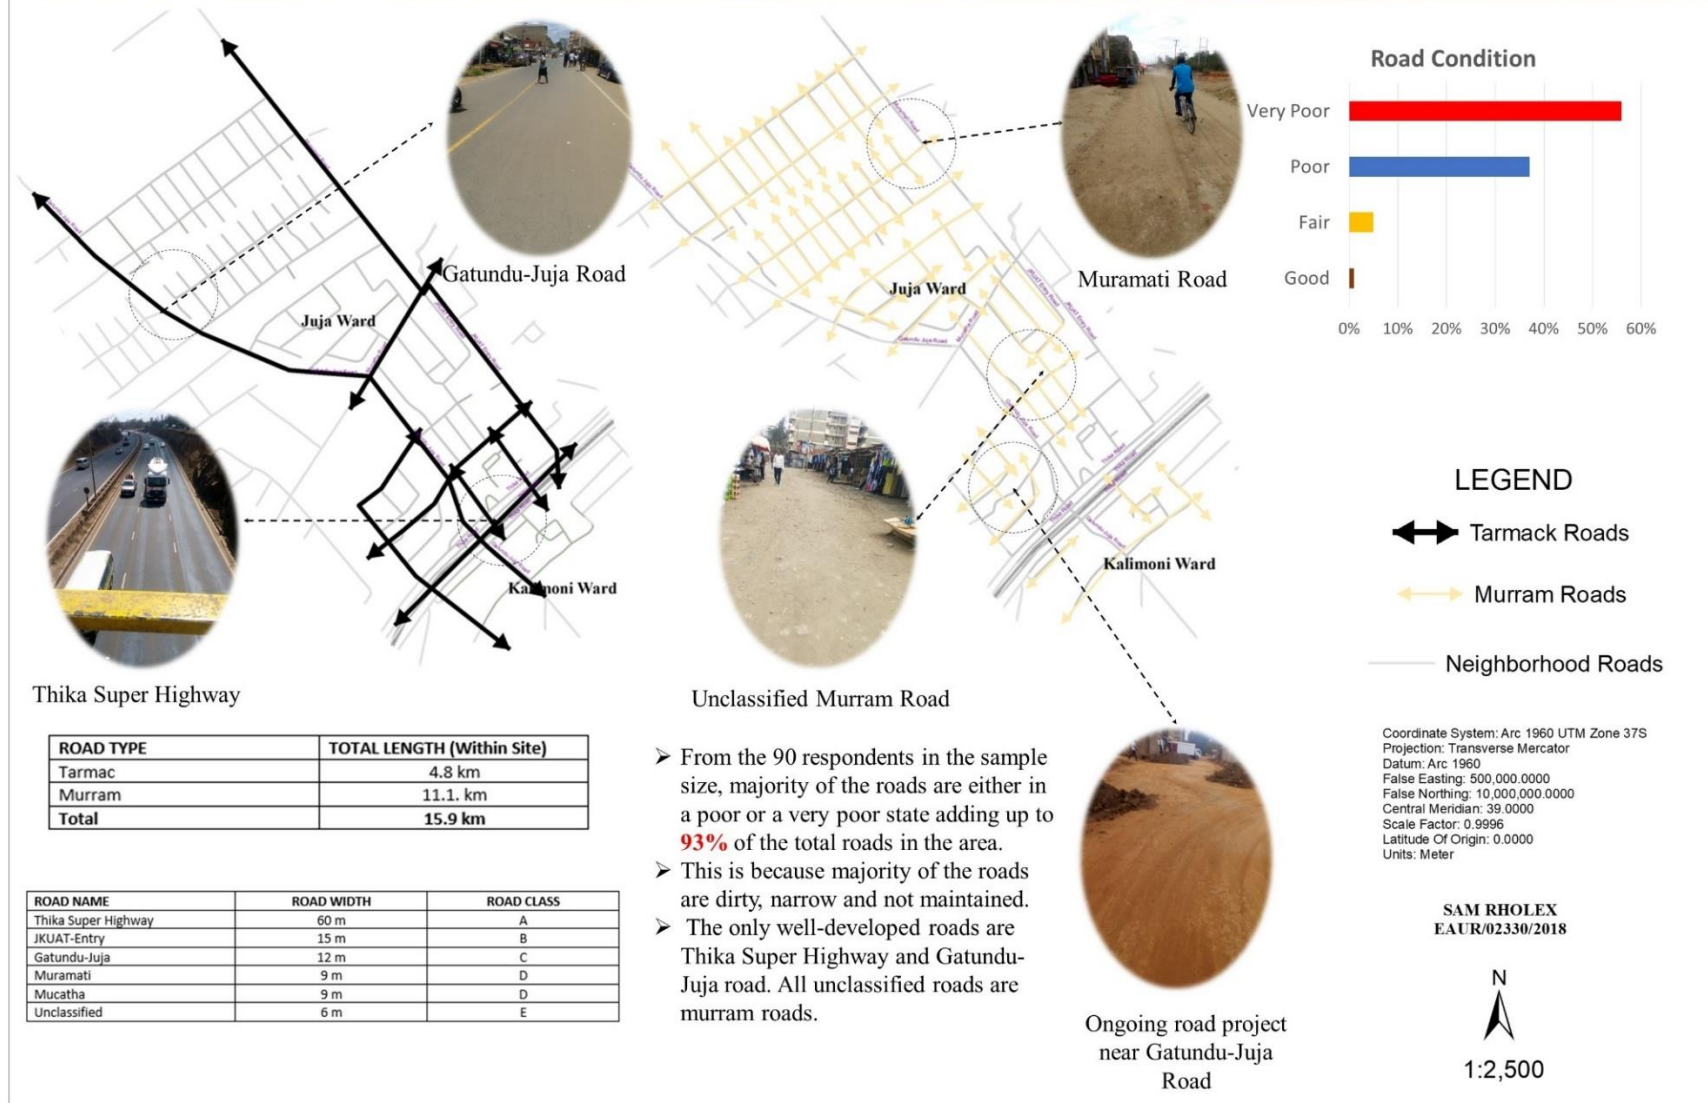 Gatundu-Juja Road
Juja Ward
Kalimoni Ward
Thika Super Highway
Muramati Road
Juja Ward
Kalimoni Ward
Unclassified Murram Road
Ongoing road project
near Gatundu-Juja
Road
Road Condition
Very Poor
Poor
Fair
Good
0% 10% 20% 30% 40% 50% 60%
LEGEND
Tarmack Roads
Murram Roads
Neighborhood Roads
ROAD TYPE TOTAL LENGTH (Within Site)
Tarmac 4.8 km
Murram 11.1. km
Total 15.9 km
ROAD NAME ROAD WIDTH ROAD CLASS
Thika Super Highway 60 m A
JKUAT-Entry 15 m B
Gatundu-Juja 12 m C
Muramati 9 m D
Mucatha 9 m D
Unclassified 6 m E
➢ From the 90 respondents in the sample
size, majority of the roads are either in
a poor or a very poor state adding up to
93% of the total roads in the area.
➢ This is because majority of the roads
are dirty, narrow and not maintained.
➢ The only well-developed roads are
Thika Super Highway and Gatundu-
Juja road. All unclassified roads are
murram roads.
Coordinate System: Arc 1960 UTM Zone 37S
Projection: Transverse Mercator
Datum: Arc 1960
False Easting: 500,000.0000
False Northing: 10,000,000.0000
Central Meridian: 39.0000
Scale Factor: 0.9996
Latitude Of Origin: 0.0000
Units: Meter
SAM RHOLEX
EAUR/02330/2018
N
1:2,500